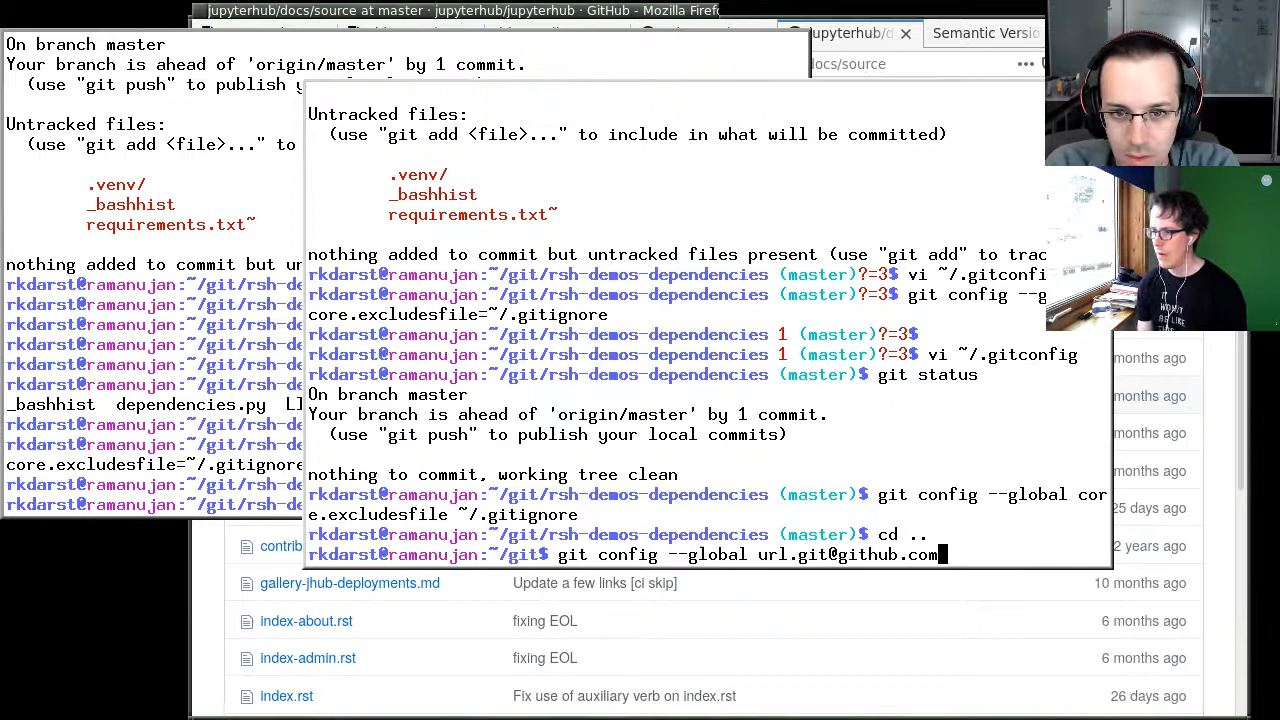 jupyterhub/docs/source at master · jupyterhub/jupyterhub · GitHub - Mozilla Firef
jupyterhub/d
Semantic Versio
docs/source
On branch master
Your branch is ahead of 'origin/master' by 1 commit.
(use "git push" to publish y
Untracked files:
(use "git add <file>..." to
.venv/
_bashhist
requirements.txt~
nothing added to commit but un
rkdarst@ramanujan:~/git/rsh-de
rkdarst@ramanujan:~/git/rsh-de
rkdarst@ramanujan:~/git/rsh-de
rkdarst@ramanujan:~/git/rsh-de
rkdarst@ramanujan:~/git/rsh-de
rkdarst@ramanujan:~/git/rsh-de
_bashhist  dependencies.py  LI
rkdarst@ramanujan:~/git/rsh-de
rkdarst@ramanujan:~/git/rsh-de
core.excludesfile=~/.gitignore
rkdarst@ramanujan:~/git/rsh-de
rkdarst@ramanujan:~/git/rsh-de
Untracked files:
(use "git add <file>..." to include in what will be committed)
.venv/
_bashhist
requirements.txt~
nothing added to commit but untracked files present (use "git add" to trac
rkdarst@ramanujan:~/git/rsh-demos-dependencies (master)?=3$ vi ~/.gitconfi
rkdarst@ramanujan:~/git/rsh-demos-dependencies (master)?=3$ git config --g
core.excludesfile=~/.gitignore
rkdarst@ramanujan:~/git/rsh-demos-dependencies 1 (master)?=3$
rkdarst@ramanujan:~/git/rsh-demos-dependencies 1 (master)?=3$ vi ~/.gitconfig
rkdarst@ramanujan:~/git/rsh-demos-dependencies (master)$ git status
On branch master
Your branch is ahead of 'origin/master' by 1 commit.
(use "git push" to publish your local commits)
nothing to commit, working tree clean
rkdarst@ramanujan:~/git/rsh-demos-dependencies (master)$ git config --global cor
e.excludesfile ~/.gitignore
rkdarst@ramanujan:~/git/rsh-demos-dependencies (master)$ cd ..
rkdarst@ramanujan:~/git$ git config --global url.git@github.com
months ago
months ago
months ago
months ago
25 days ago
contrib
2 years ago
gallery-jhub-deployments.md Update a few links [ci skip] 10 months ago
index-about.rst fixing EOL 6 months ago
index-admin.rst fixing EOL 6 months ago
index.rst Fix use of auxiliary verb on index.rst 26 days ago